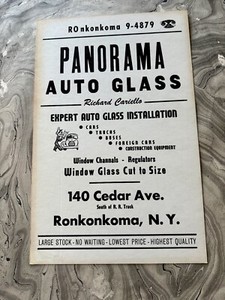 ROnkonkoma 9-4879
PANORAMA
AUTO GLASS
Richard Cariello
EXPERT AUTO GLASS INSTALLATION
• CARS
• TRUCKS
• BUSES
• FOREIGN CARS
• CONSTRUCTION EQUIPMENT
Window Channels - Regulators
Window Glass Cut to Size
140 Cedar Ave.
South of R. R. Track
Ronkonkoma, N. Y.
LARGE STOCK - NO WAITING - LOWEST PRICE - HIGHEST QUALITY